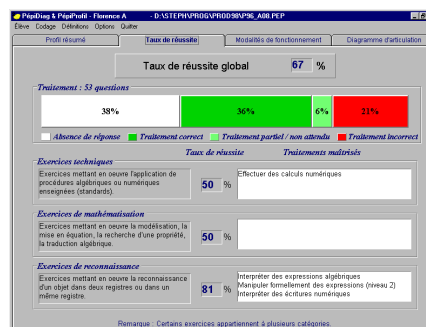 PépiDiag & PépiProfil - Florence A - D:\STEPH\PROG\PROD98\P96_A08.PEP
Élève Codage Définitions Options Quitter
Profil résumé Taux de réussite Modalités de fonctionnement Diagramme d'articulation
Taux de réussite global 67 %
Traitement : 53 questions
38% 36% 6% 21%
Absence de réponse Traitement correct Traitement partiel / non attendu Traitement incorrect
Taux de réussite Traitements maîtrisés
Exercices techniques
Exercices mettant en oeuvre l'application de
procédures algébriques ou numériques
enseignées (standards).
50 %
Effectuer des calculs numériques
Exercices de mathématisation
Exercices mettant en oeuvre la modélisation, la
mise en équation, la recherche d'une propriété,
la traduction algébrique.
50 %
Exercices de reconnaissance
Exercices mettant en oeuvre la reconnaissance
d'un objet dans deux registres ou dans un
même registre.
81 %
Interpréter des expressions algébriques
Manipuler formellement des expressions (niveau 2)
Interpréter des écritures numériques
Remarque : Certains exercices appartiennent à plusieurs catégories.